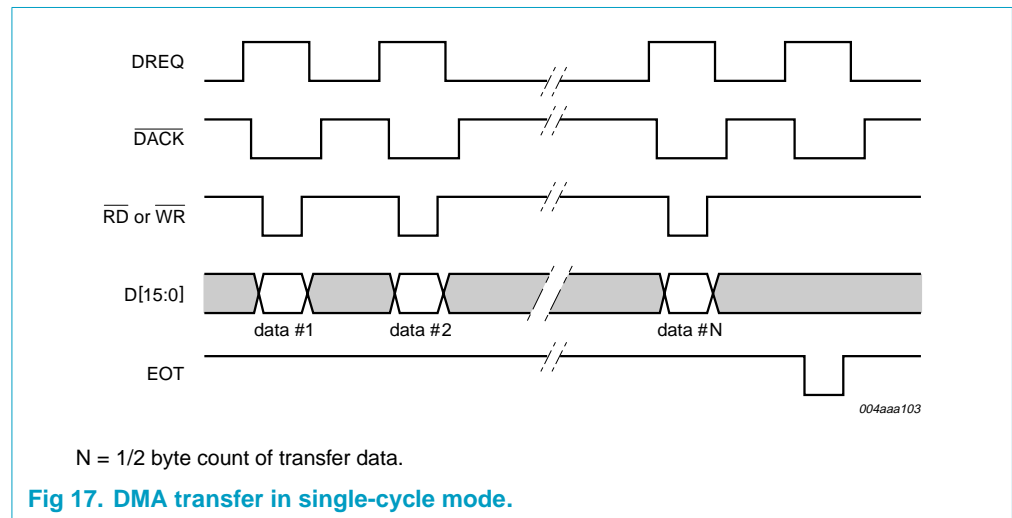 DREQ
DACK
RD or WR
D[15:0]
data #1 data #2 data #N
EOT
004aaa103
N = 1/2 byte count of transfer data.
Fig 17. DMA transfer in single-cycle mode.